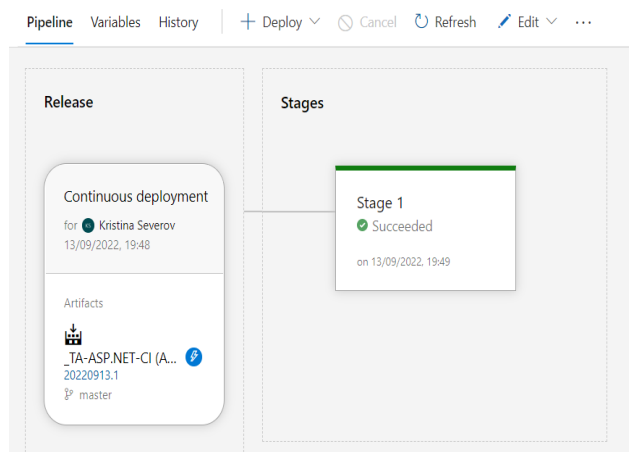 Pipeline Variables History + Deploy Cancel Refresh Edit ...
Release
Stages
Continuous deployment
for Kristina Severov
13/09/2022, 19:48
Stage 1
Succeeded
on 13/09/2022. 19:49
Artifacts
_TA-ASP.NET-CI (A...
20220913.1
master